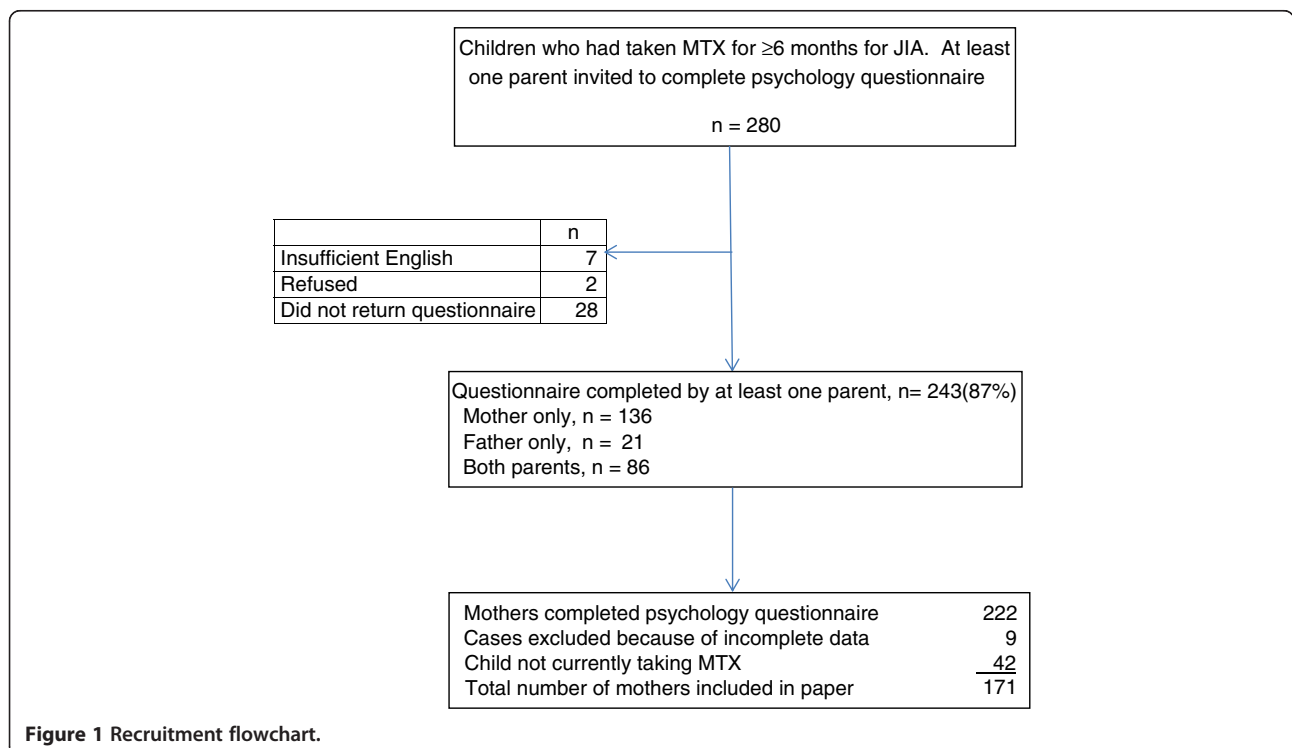 Children who had taken MTX for ≥6 months for JIA. At least
one parent invited to complete psychology questionnaire
n = 280
n
Insufficient English 7
Refused 2
Did not return questionnaire 28
Questionnaire completed by at least one parent, n= 243(87%)
Mother only, n = 136
Father only, n = 21
Both parents, n = 86
Mothers completed psychology questionnaire 222
Cases excluded because of incomplete data 9
Child not currently taking MTX 42
Total number of mothers included in paper 171
Figure 1 Recruitment flowchart.